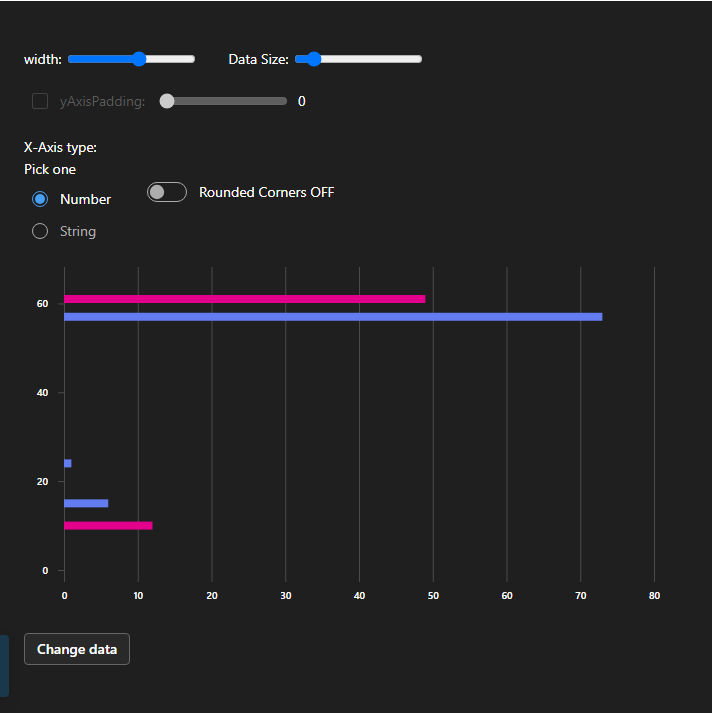 width: Data Size:
yAxisPadding: 0
X-Axis type:
Pick one
Number Rounded Corners OFF
String
60
40
20
0
0 10 20 30 40 50 60 70 80
Change data